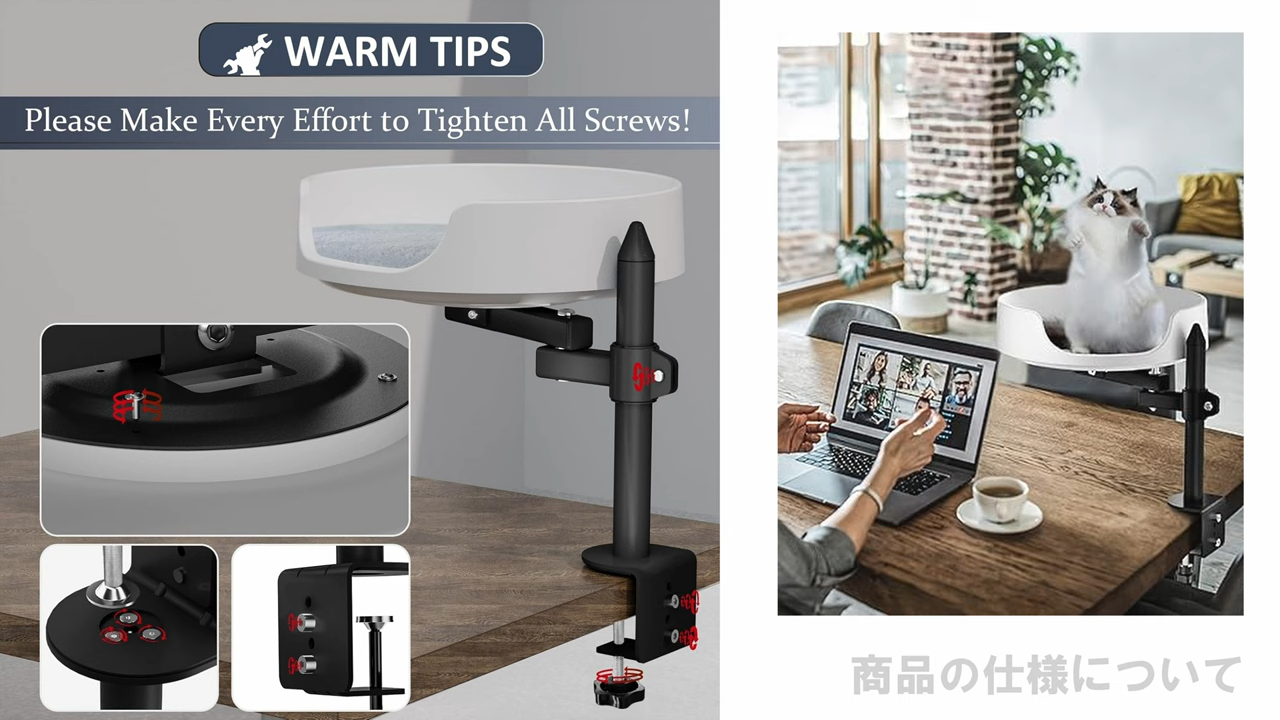 WARM TIPS
Please Make Every Effort to Tighten All Screws!
商品の仕様について